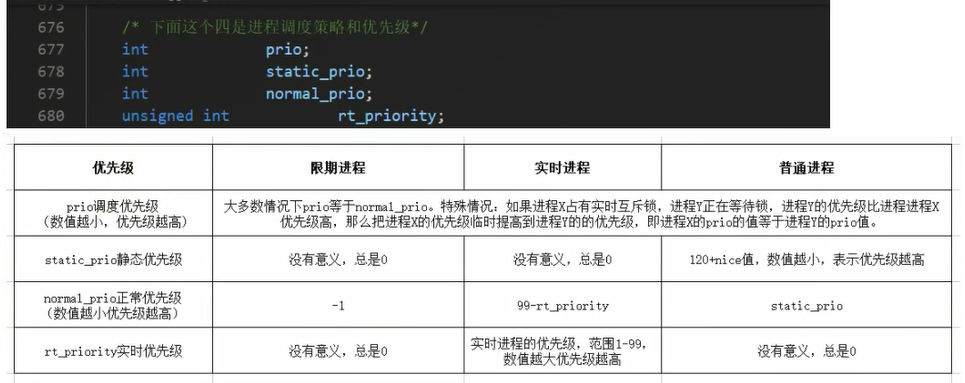 676 /* 下面这个四是进程调度策略和优先级*/
677 int prio;
678 int static_prio;
679 int normal_prio;
680 unsigned int rt_priority;
优先级 限期进程 实时进程 普通进程
prio调度优先级
（数值越小，优先级越高）
大多数情况下prio等于normal_prio。特殊情况：如果进程X占有实时互斥锁，进程Y正在等待锁，进程Y的优先级比进程进程X
优先级高，那么把进程X的优先级临时提高到进程Y的的优先级，即进程X的prio的值等于进程Y的prio值。
static_prio静态优先级 没有意义，总是0 没有意义，总是0 120+nice值，数值越小，表示优先级越高
normal_prio正常优先级
（数值越小优先级越高）
-1 99-rt_priority static_prio
rt_priority实时优先级 没有意义，总是0
实时进程的优先级，范围1-99，
数值越大优先级越高
没有意义，总是0